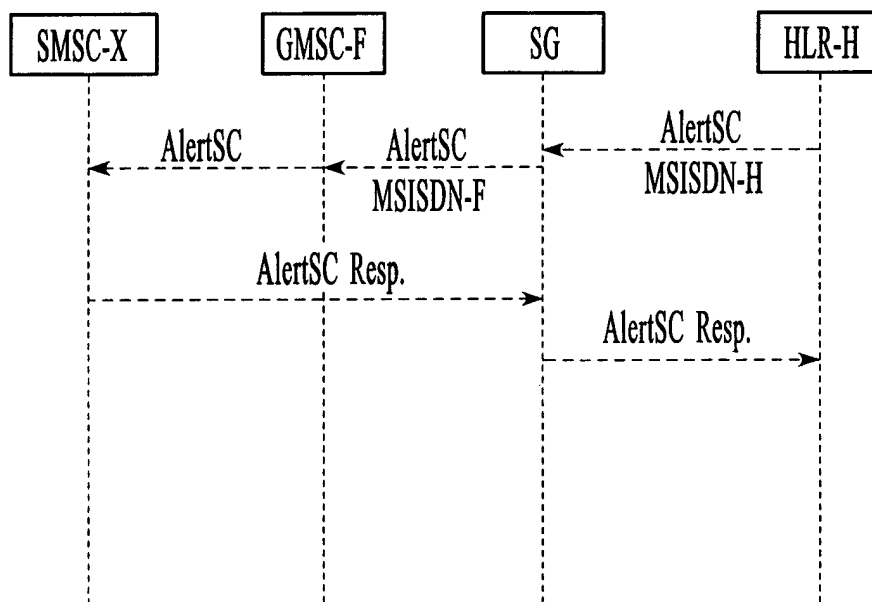 SMSC-X
GMSC-F
SG
HLR-H
AlertSC
AlertSC
AlertSC
MSISDN-F
MSISDN-H
AlertSC Resp.
AlertSC Resp.